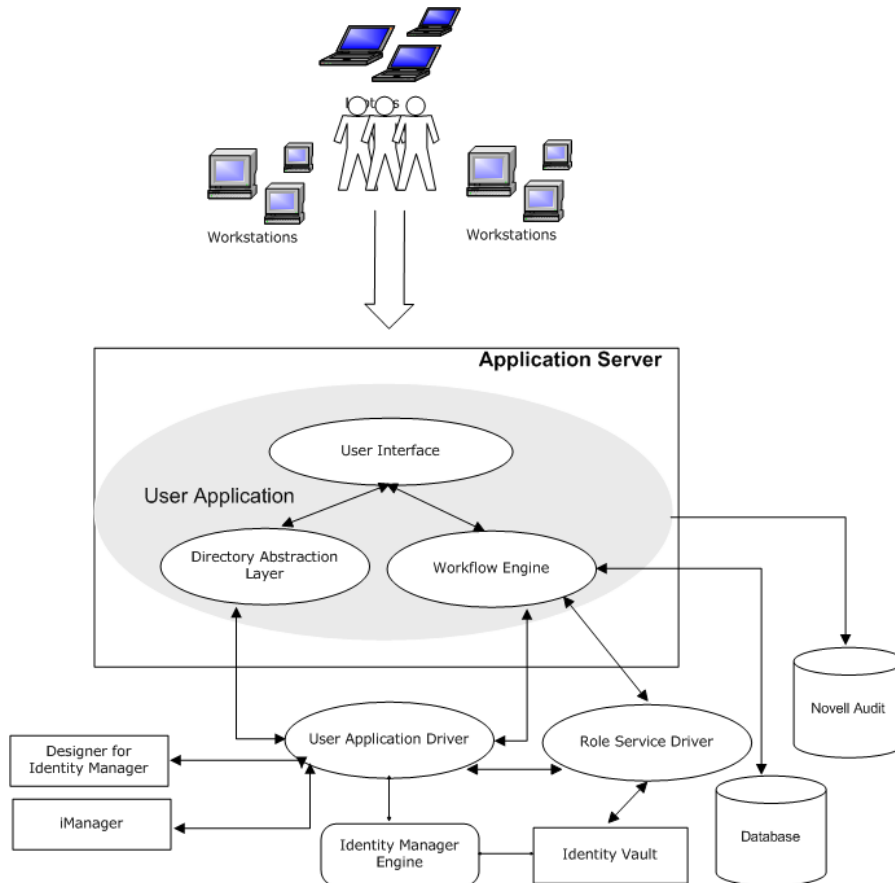 Workstations
Workstations
Application Server
User Interface
User Application
Directory Abstraction
Layer
Workflow Engine
Novell Audit
User Application Driver
Role Service Driver
Designer for
Identity Manager
iManager
Identity Manager
Engine
Identity Vault
Database